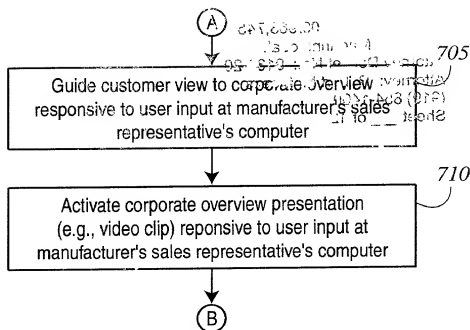 A
Guide customer view to corporate overview
responsive to user input at manufacturer's sales
representative's computer
705
Activate corporate overview presentation
(e.g., video clip) reponsive to user input at
manufacturer's sales representative's computer
710
B